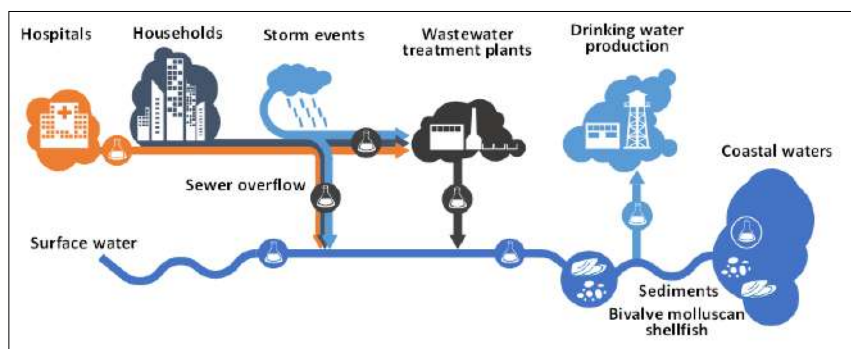 Hospitals
Households
Storm events
Wastewater
treatment plants
Drinking water
production
Coastal waters
Sewer overflow
Surface water
Sediments
Bivalve molluscan
shellfish